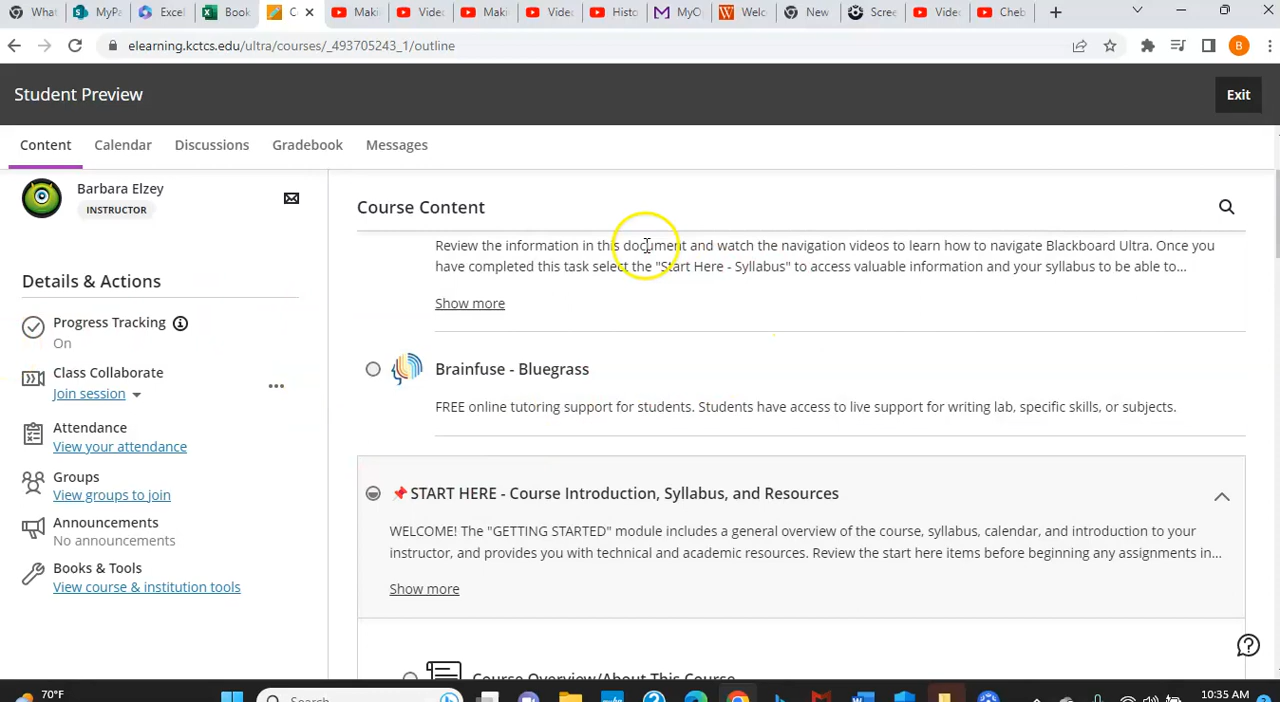 Wha
MyPa
Excel
Book
C
Maki
Video
Maki
Video
Histo
MyC
Welc
New
Scree
Video
Cheb
elearning.kctcs.edu/ultra/courses/_493705243_1/outline
B
Student Preview
Exit
Content Calendar Discussions Gradebook Messages
Barbara Elzey
INSTRUCTOR
Details & Actions
Progress Tracking
On
Class Collaborate
Join session
Attendance
View your attendance
Groups
View groups to join
Announcements
No announcements
Books & Tools
View course & institution tools
Course Content
Review the information in this document and watch the navigation videos to learn how to navigate Blackboard Ultra. Once you
have completed this task select the "Start Here - Syllabus" to access valuable information and your syllabus to be able to...
Show more
Brainfuse - Bluegrass
FREE online tutoring support for students. Students have access to live support for writing lab, specific skills, or subjects.
START HERE - Course Introduction, Syllabus, and Resources
WELCOME! The "GETTING STARTED" module includes a general overview of the course, syllabus, calendar, and introduction to your
instructor, and provides you with technical and academic resources. Review the start here items before beginning any assignments in...
Show more
Course Overview/About This Course
70°F
Search
10:35 AM